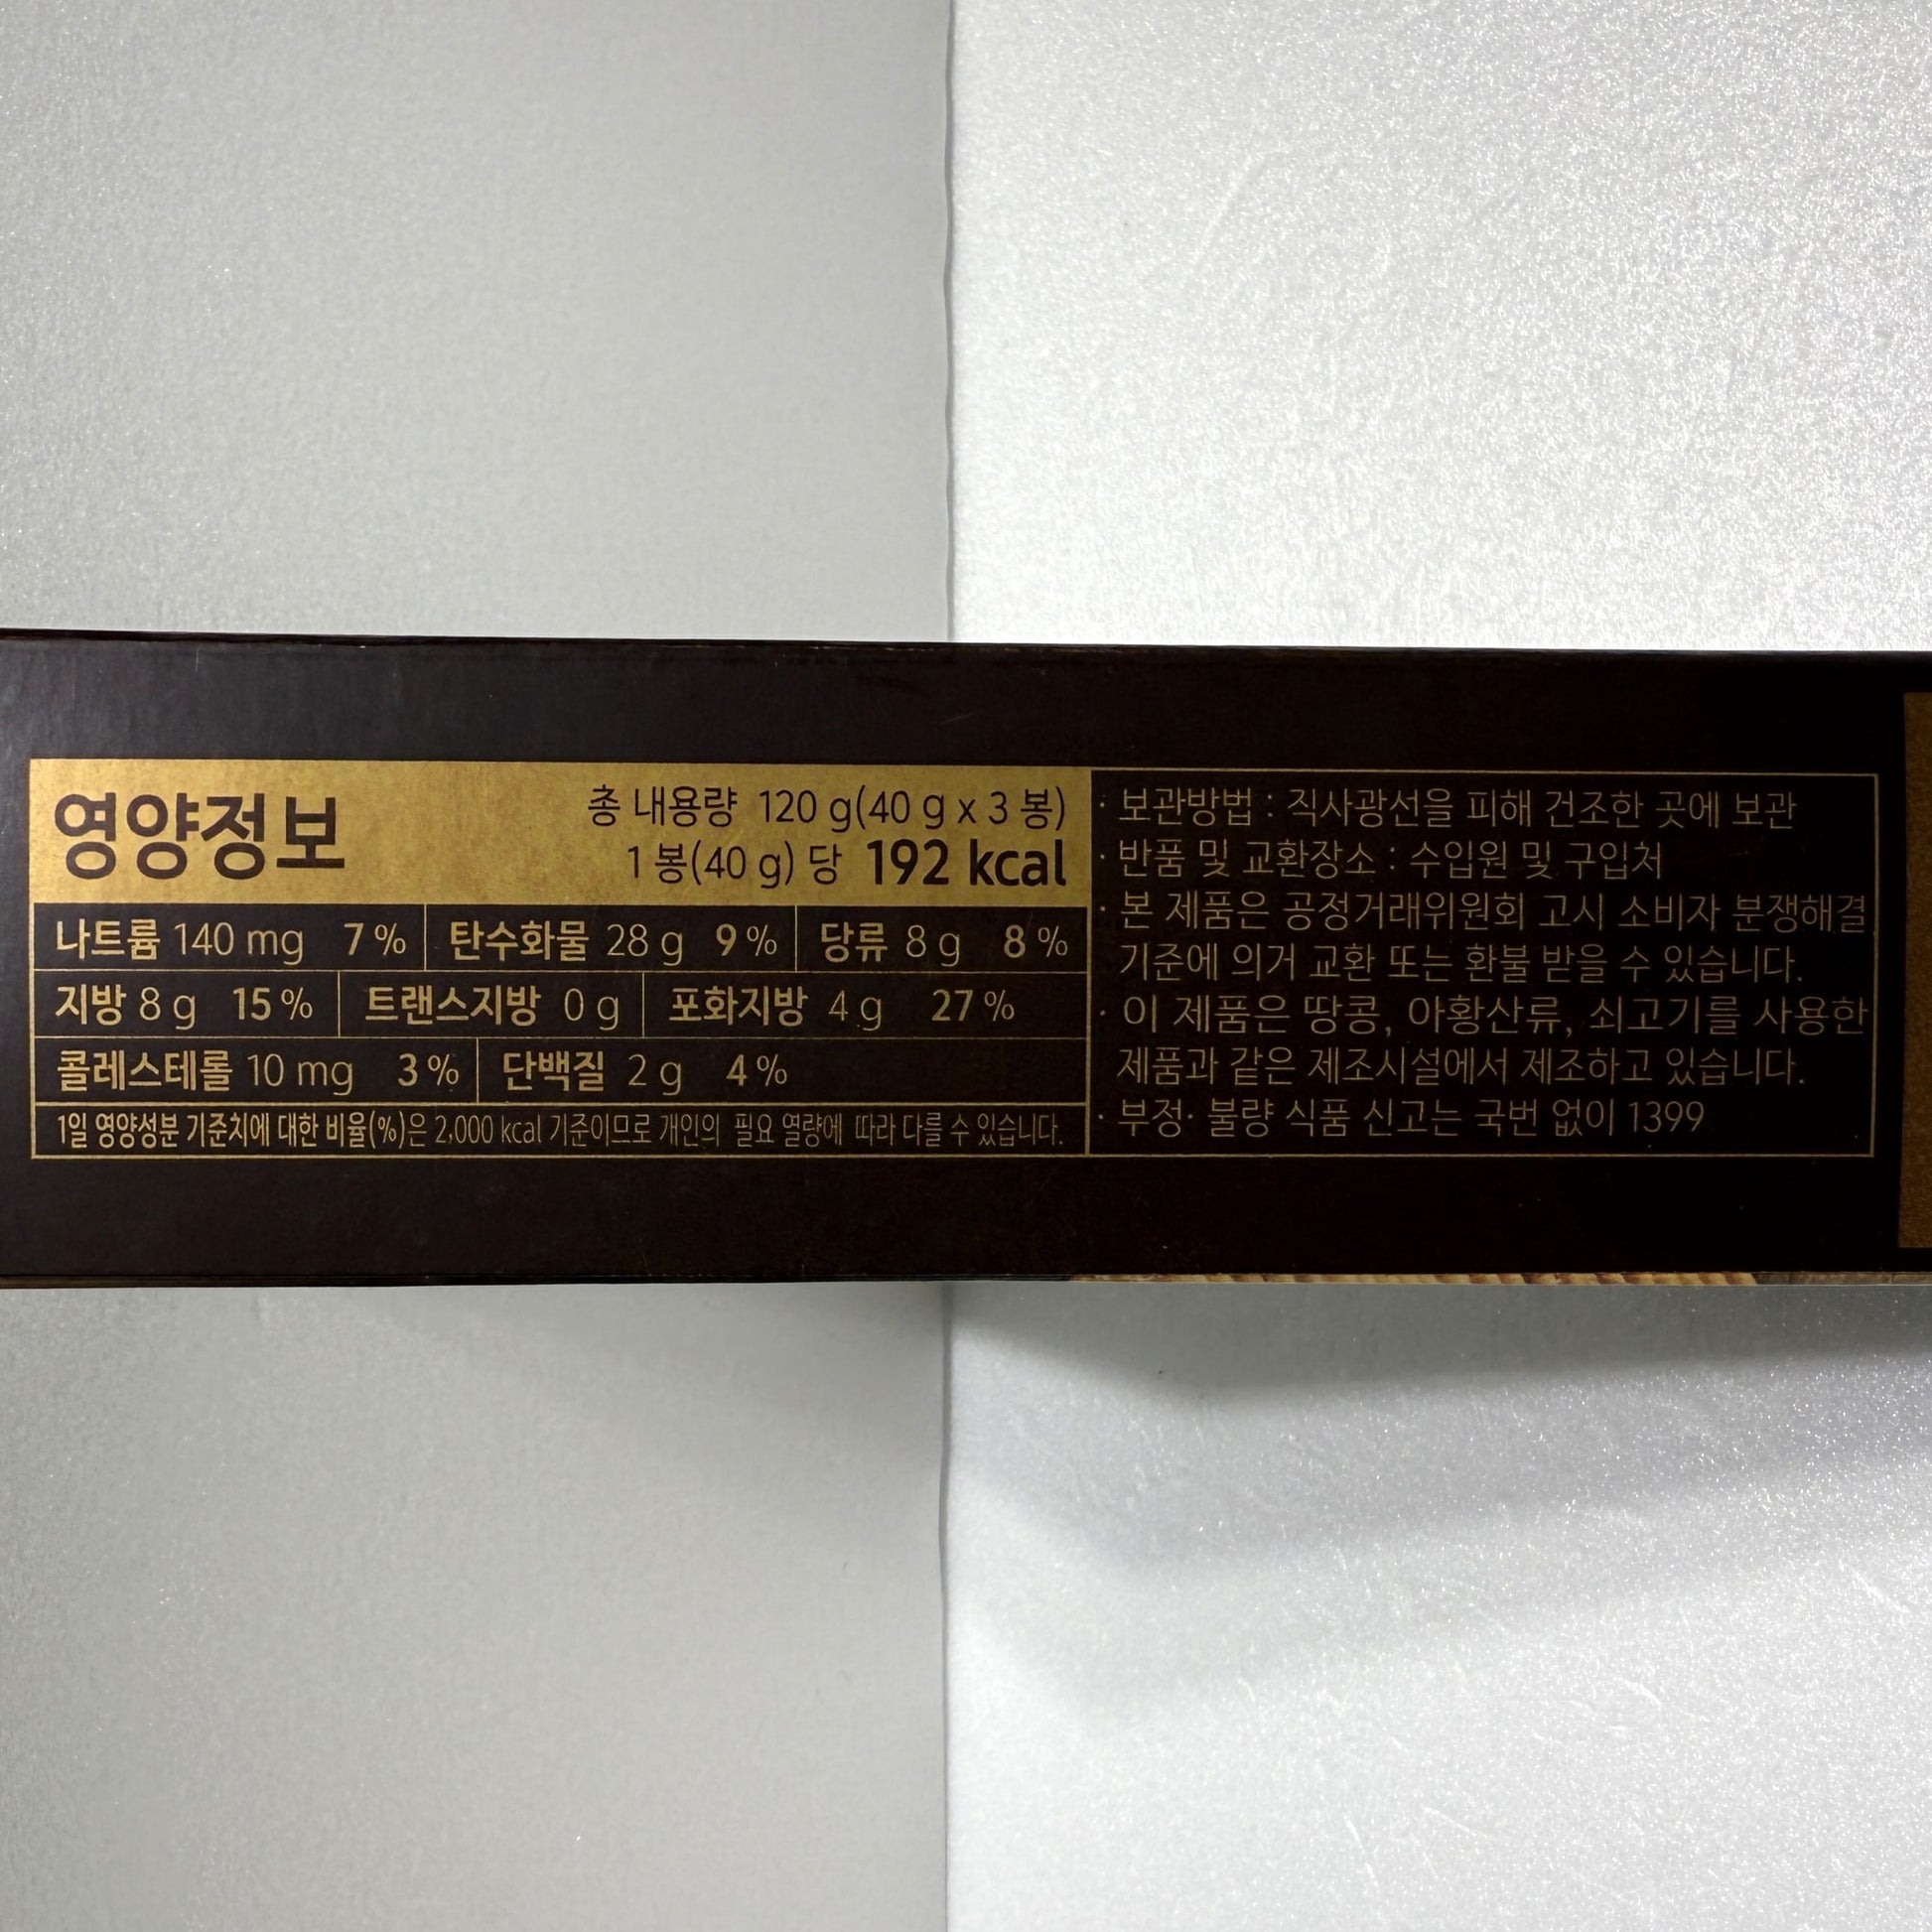 영양정보
총 내용량 120 g(40 g x 3 봉)
1 봉(40 g) 당 192 kcal
나트륨 140 mg 7 % 탄수화물 28 g 9 % 당류 8 g 8 %
지방 8 g 15 % 트랜스지방 0 g 포화지방 4 g 27 %
콜레스테롤 10 mg 3 % 단백질 2 g 4 %
1일 영양성분 기준치에 대한 비율(%)은 2,000 kcal 기준이므로 개인의 필요 열량에 따라 다를 수 있습니다.
· 보관방법 : 직사광선을 피해 건조한 곳에 보관
· 반품 및 교환장소 : 수입원 및 구입처
· 본 제품은 공정거래위원회 고시 소비자 분쟁해결
기준에 의거 교환 또는 환불 받을 수 있습니다.
· 이 제품은 땅콩, 아황산류, 쇠고기를 사용한
제품과 같은 제조시설에서 제조하고 있습니다.
· 부정· 불량 식품 신고는 국번 없이 1399